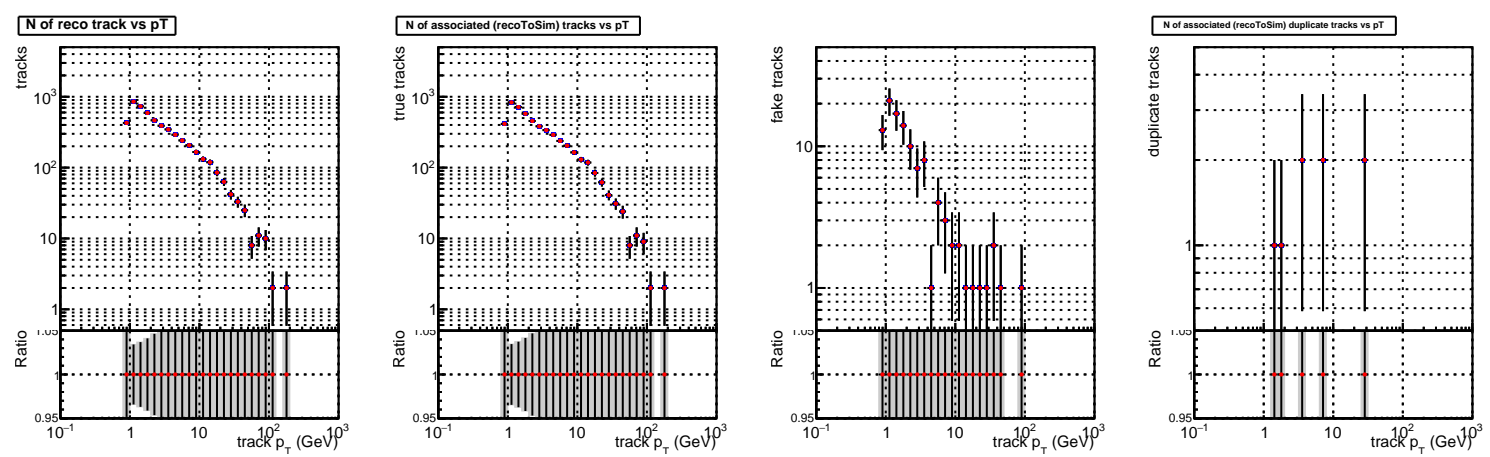 N of reco track vs pT
tracks
10³
10²
10
1
Ratio
1.05
1
0.95
10⁻¹ 1 10 10² 10³
track p_T (GeV)
N of associated (recoToSim) tracks vs pT
true tracks
10³
10²
10
1
Ratio
1.05
1
0.95
10⁻¹ 1 10 10² 10³
track p_T (GeV)
fake tracks
10
1
Ratio
1.05
1
0.95
10⁻¹ 1 10 10² 10³
track p_T (GeV)
N of associated (recoToSim) duplicate tracks vs pT
duplicate tracks
1
Ratio
1.05
1
0.95
10⁻¹ 1 10 10² 10³
track p_T (GeV)